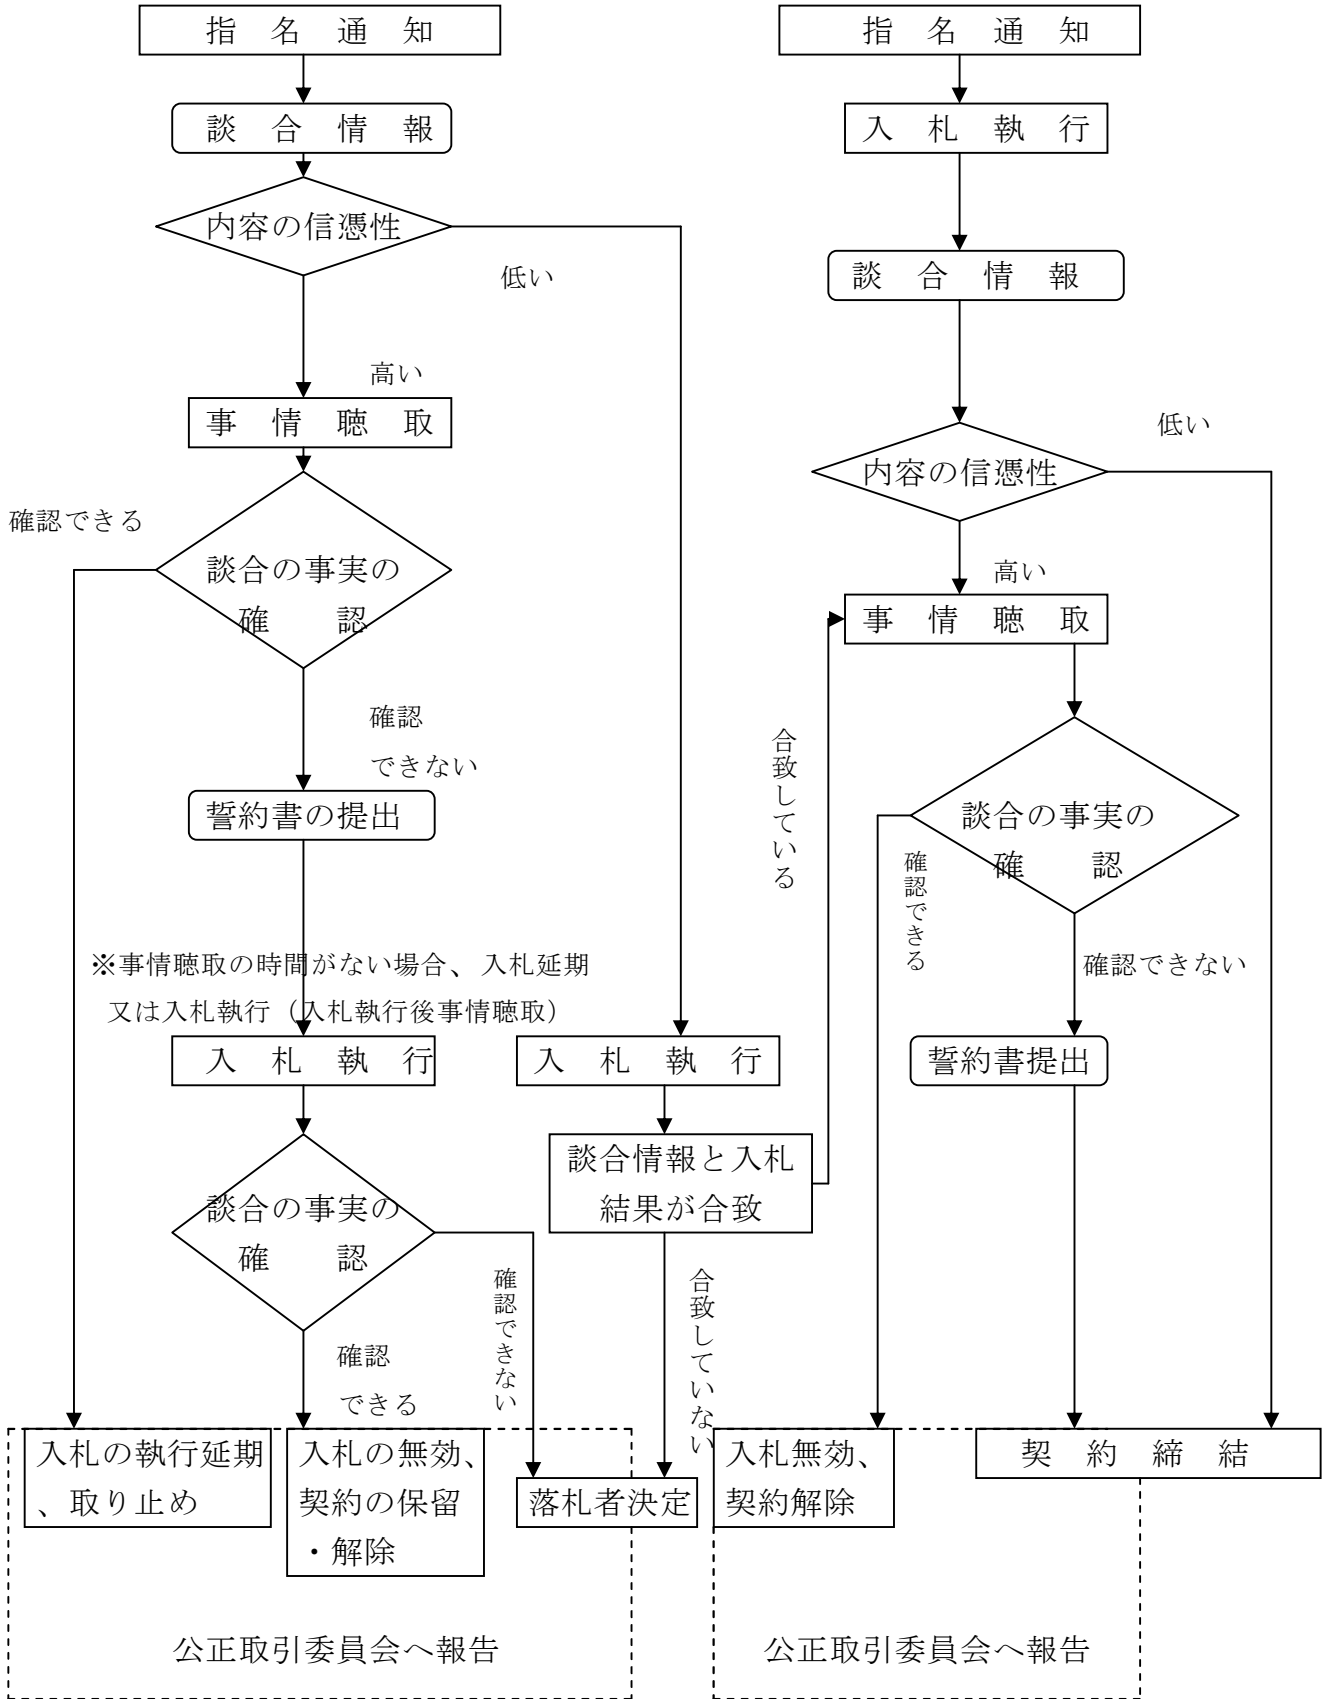 指名通知
談合情報
内容の信憑性
低い
高い
事情聴取
確認できる
談合の事実の
確認
確認
できない
誓約書の提出
※事情聴取の時間がない場合、入札延期
又は入札執行（入札執行後事情聴取）
入札執行
談合の事実の
確認
確認できない
確認
できる
入札の執行延期
、取り止め
入札の無効、
契約の保留
・解除
入札執行
談合情報と入札
結果が合致
合致している
合致していない
落札者決定
公正取引委員会へ報告
指名通知
入札執行
談合情報
内容の信憑性
低い
高い
事情聴取
談合の事実の
確認
確認できる
確認できない
誓約書提出
入札無効、
契約解除
契約締結
公正取引委員会へ報告